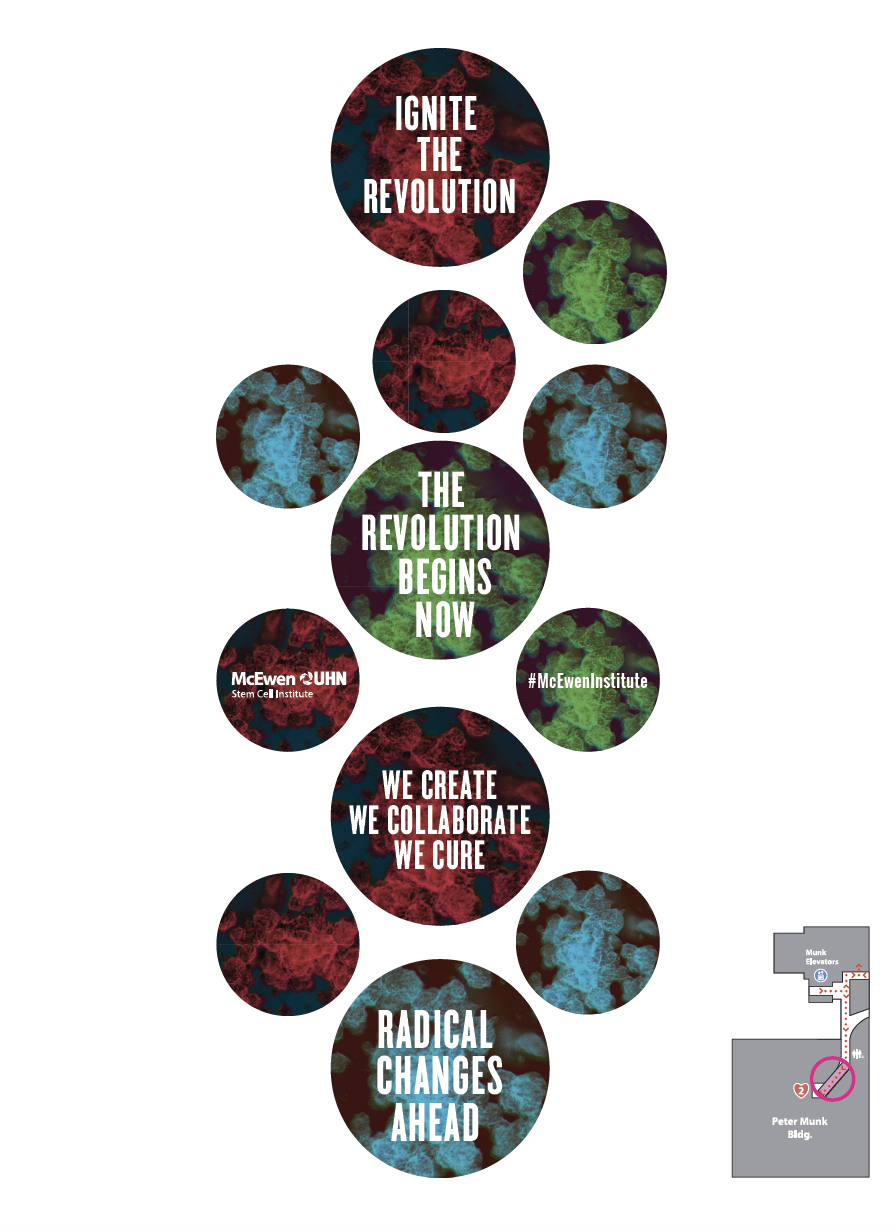 IGNITE
THE
REVOLUTION
THE
REVOLUTION
BEGINS
NOW
McEwen UHN
Stem Cell Institute
#McEwenInstitute
WE CREATE
WE COLLABORATE
WE CURE
RADICAL
CHANGES
AHEAD
Munk
Elevators
2
Peter Munk
Bldg.